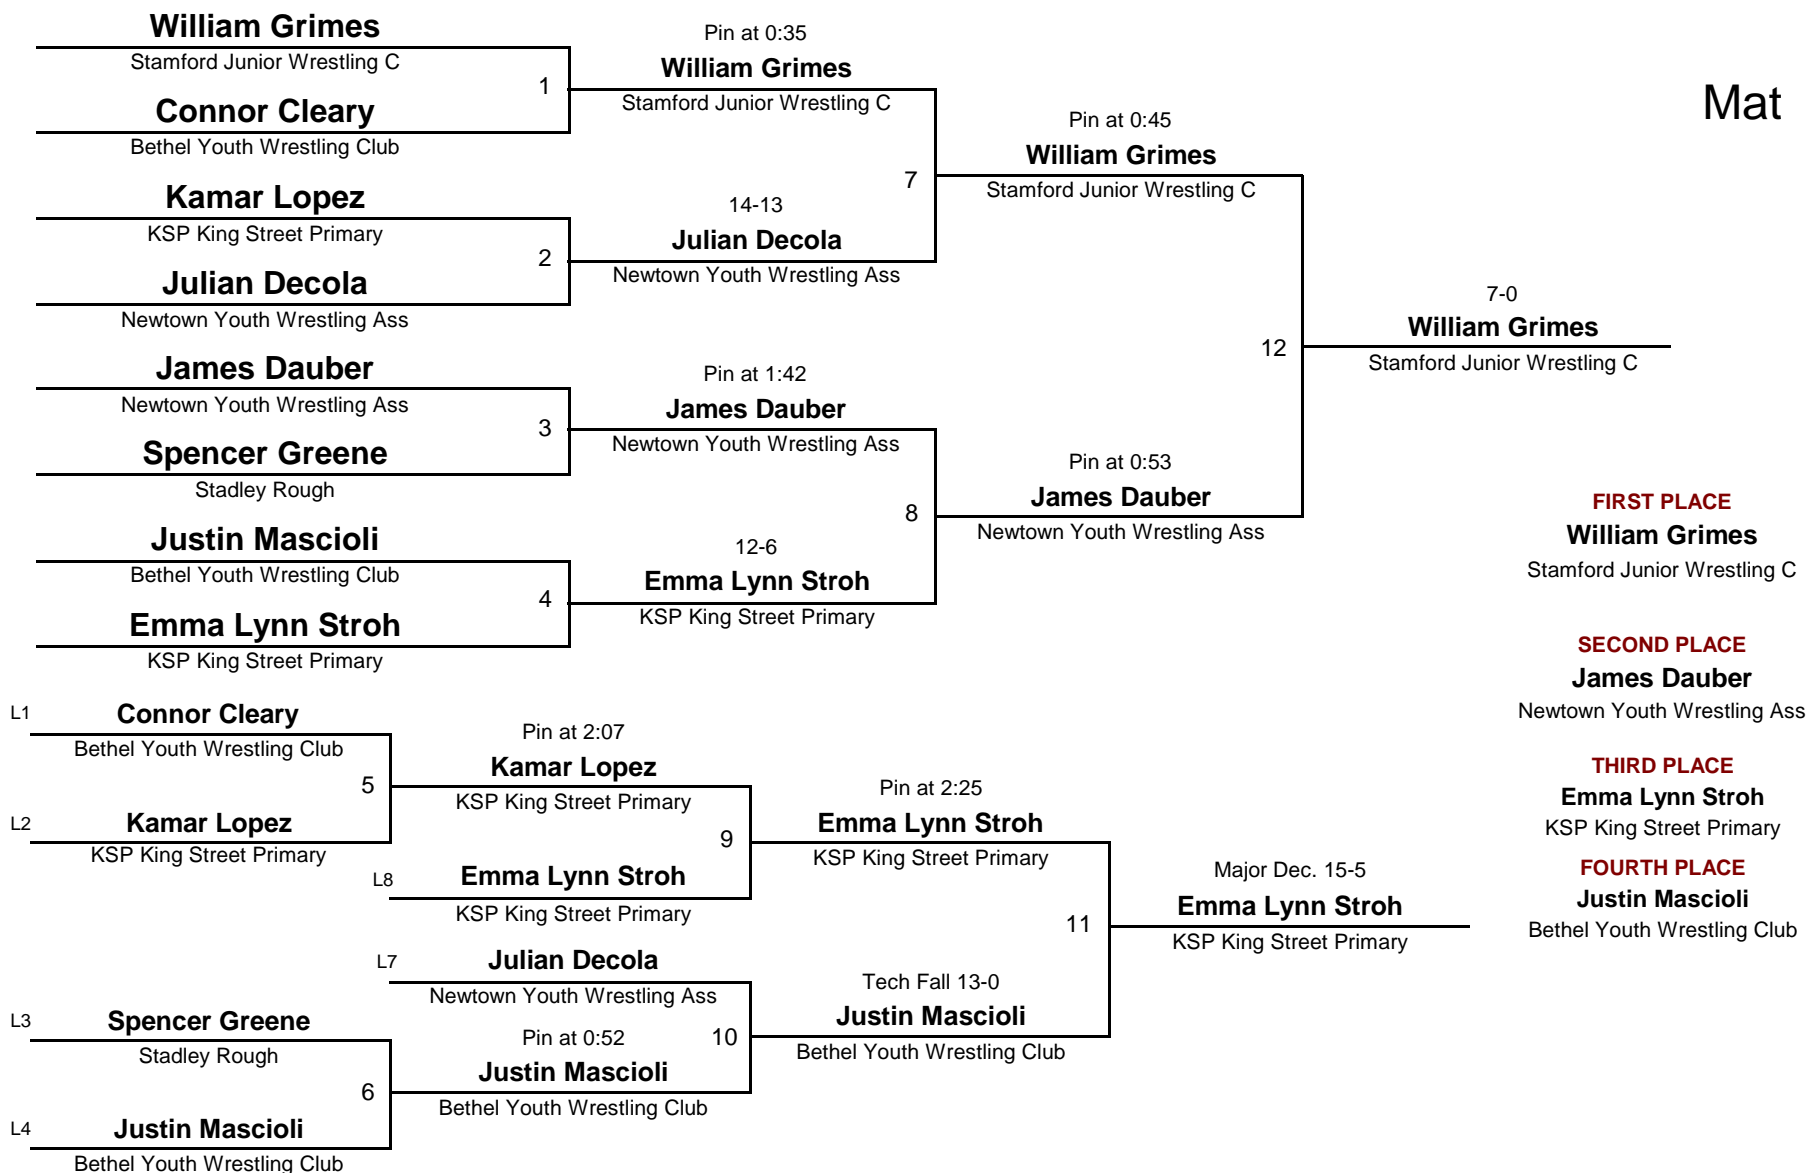 William Grimes
Stamford Junior Wrestling C
1
Connor Cleary
Bethel Youth Wrestling Club
Kamar Lopez
KSP King Street Primary
2
Julian Decola
Newtown Youth Wrestling Ass
James Dauber
Newtown Youth Wrestling Ass
3
Spencer Greene
Stadley Rough
Justin Mascioli
Bethel Youth Wrestling Club
4
Emma Lynn Stroh
KSP King Street Primary
Pin at 0:35
William Grimes
Stamford Junior Wrestling C
7
14-13
Julian Decola
Newtown Youth Wrestling Ass
Pin at 1:42
James Dauber
Newtown Youth Wrestling Ass
8
12-6
Emma Lynn Stroh
KSP King Street Primary
Pin at 0:45
William Grimes
Stamford Junior Wrestling C
12
Pin at 0:53
James Dauber
Newtown Youth Wrestling Ass
7-0
William Grimes
Stamford Junior Wrestling C
Mat
FIRST PLACE
William Grimes
Stamford Junior Wrestling C
SECOND PLACE
James Dauber
Newtown Youth Wrestling Ass
THIRD PLACE
Emma Lynn Stroh
KSP King Street Primary
FOURTH PLACE
Justin Mascioli
Bethel Youth Wrestling Club
L1
Connor Cleary
Bethel Youth Wrestling Club
5
L2
Kamar Lopez
KSP King Street Primary
L3
Spencer Greene
Stadley Rough
6
L4
Justin Mascioli
Bethel Youth Wrestling Club
Pin at 2:07
Kamar Lopez
KSP King Street Primary
9
L8
Emma Lynn Stroh
KSP King Street Primary
L7
Julian Decola
Newtown Youth Wrestling Ass
10
Pin at 0:52
Justin Mascioli
Bethel Youth Wrestling Club
Pin at 2:25
Emma Lynn Stroh
KSP King Street Primary
11
Tech Fall 13-0
Justin Mascioli
Bethel Youth Wrestling Club
Major Dec. 15-5
Emma Lynn Stroh
KSP King Street Primary